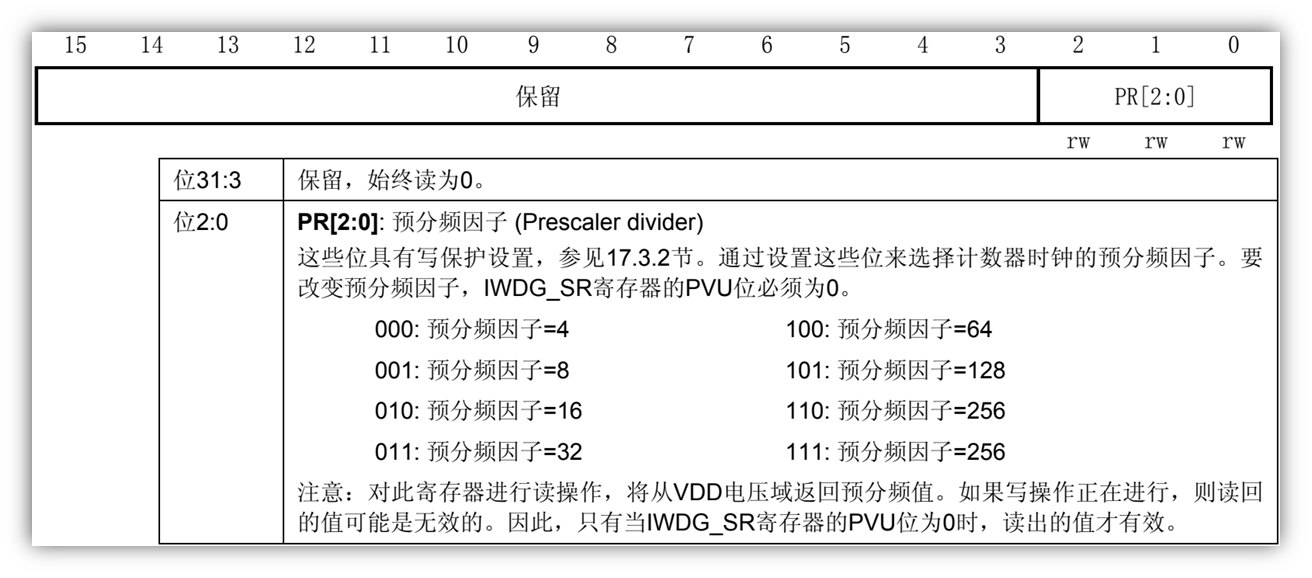 15 14 13 12 11 10 9 8 7 6 5 4 3 2 1 0
保留 PR[2:0]
rw rw rw
位31:3 保留，始终读为0。
位2:0 PR[2:0]: 预分频因子 (Prescaler divider)
这些位具有写保护设置，参见17.3.2节。通过设置这些位来选择计数器时钟的预分频因子。要
改变预分频因子，IWDG_SR寄存器的PVU位必须为0。
000: 预分频因子=4 100: 预分频因子=64
001: 预分频因子=8 101: 预分频因子=128
010: 预分频因子=16 110: 预分频因子=256
011: 预分频因子=32 111: 预分频因子=256
注意：对此寄存器进行读操作，将从VDD电压域返回预分频值。如果写操作正在进行，则读回
的值可能是无效的。因此，只有当IWDG_SR寄存器的PVU位为0时，读出的值才有效。